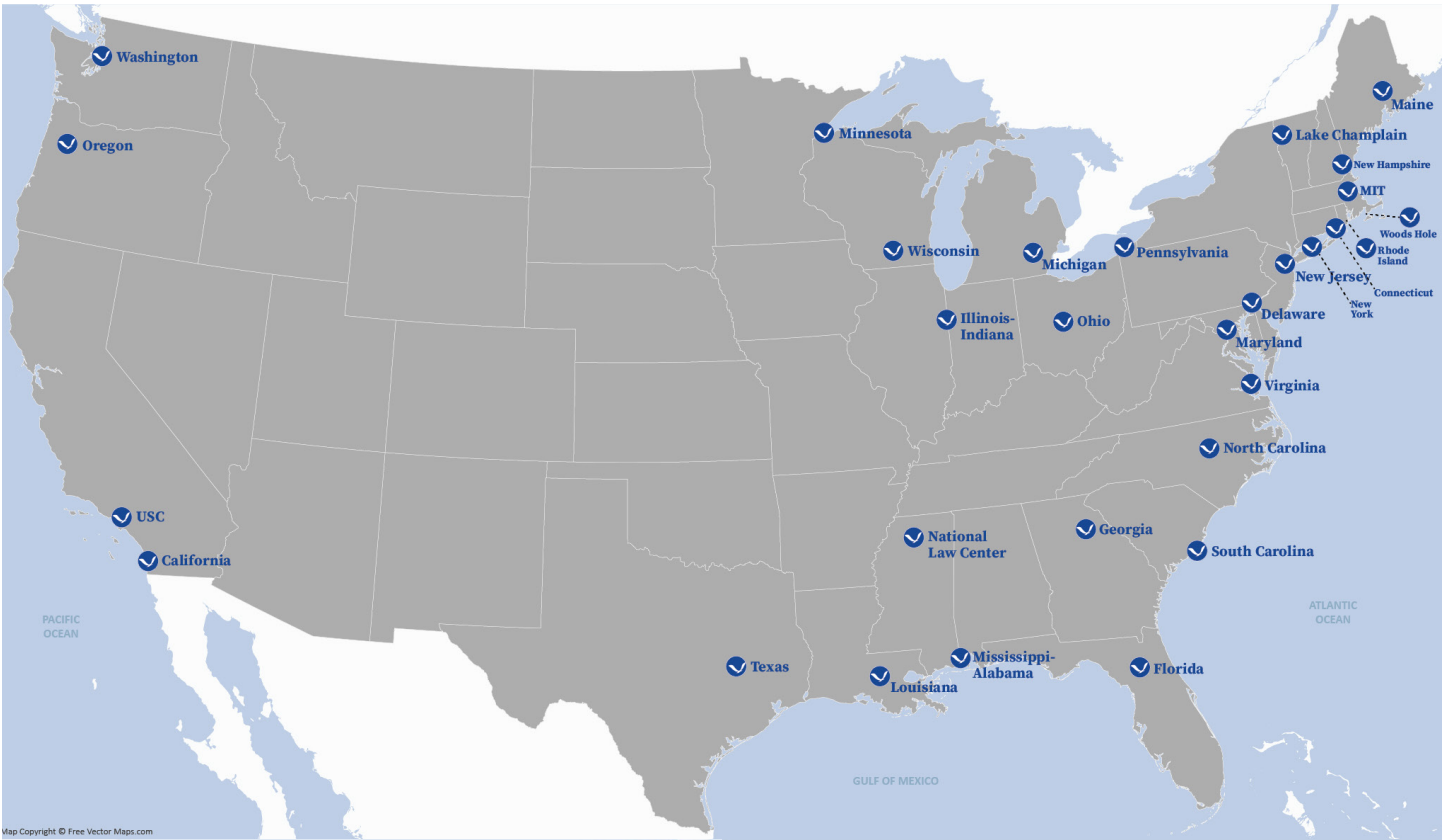 Washington
Maine
Minnesota
Lake Champlain
Oregon
New Hampshire
MIT
Woods Hole
Wisconsin
Michigan
Pennsylvania
Rhode
Island
New Jersey
Connecticut
New
York
Delaware
Illinois-
Indiana
Ohio
Maryland
Virginia
North Carolina
USC
National
Law Center
Georgia
South Carolina
California
PACIFIC
OCEAN
ATLANTIC
OCEAN
Texas
Mississippi-
Alabama
Louisiana
Florida
GULF OF MEXICO
Map Copyright © Free Vector Maps.com